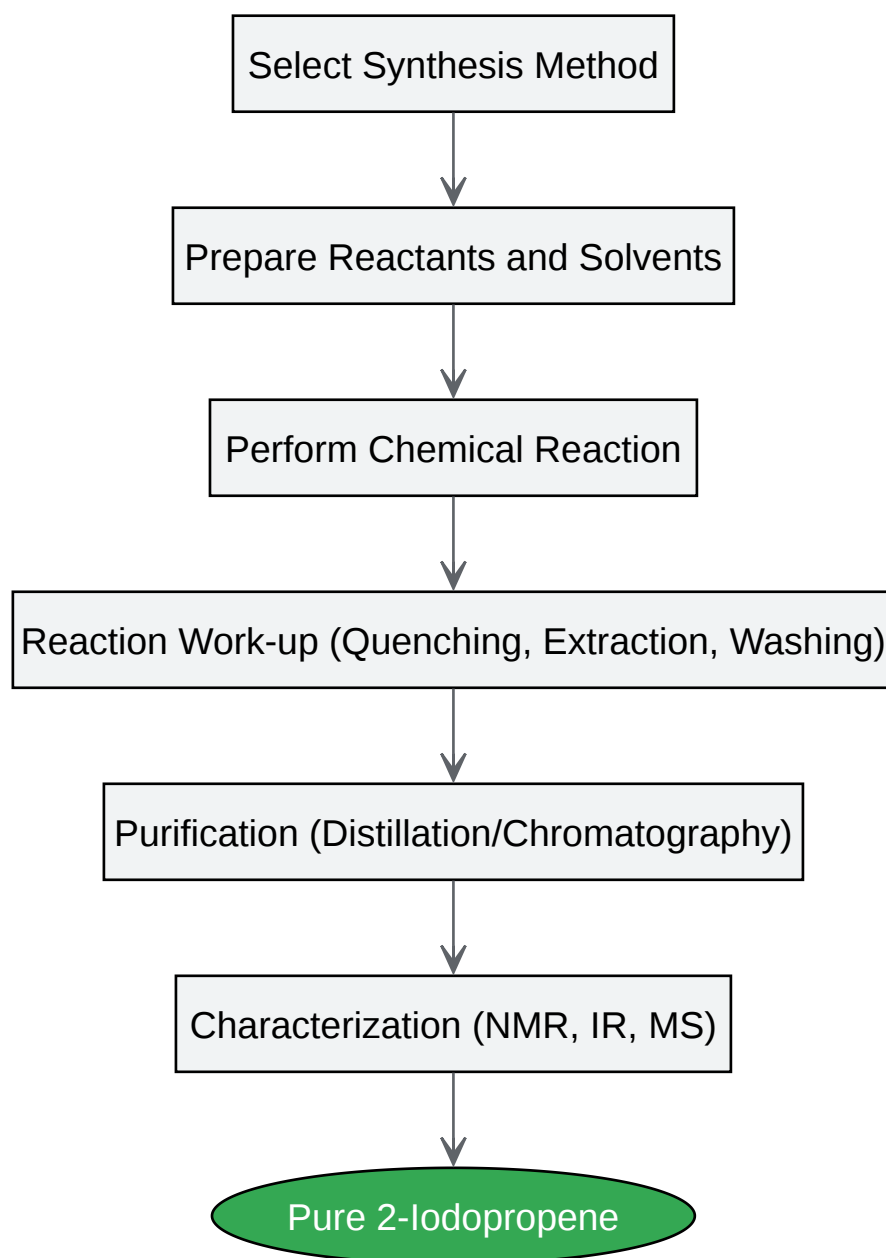 Select Synthesis Method
Prepare Reactants and Solvents
Perform Chemical Reaction
Reaction Work-up (Quenching, Extraction, Washing)
Purification (Distillation/Chromatography)
Characterization (NMR, IR, MS)
Pure 2-Iodopropene